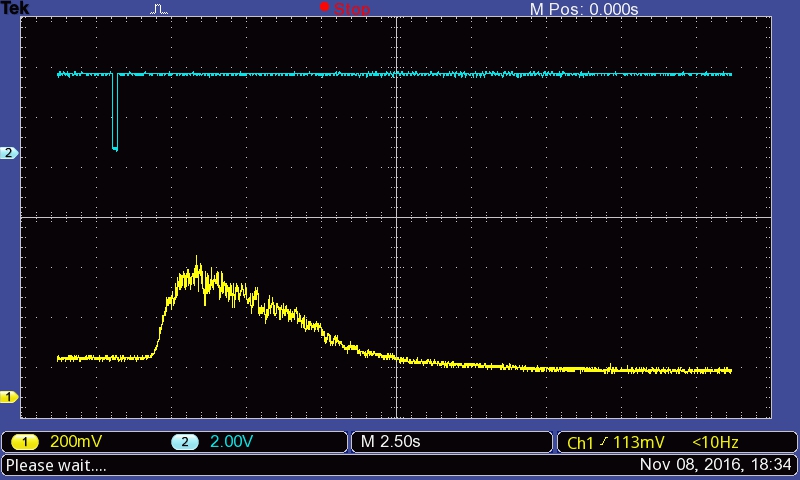 Tek Stop M Pos: 0.000s
2
1
1 200mV 2 2.00V M 2.50s Ch1 113mV <10Hz
Please wait.... Nov 08, 2016, 18:34